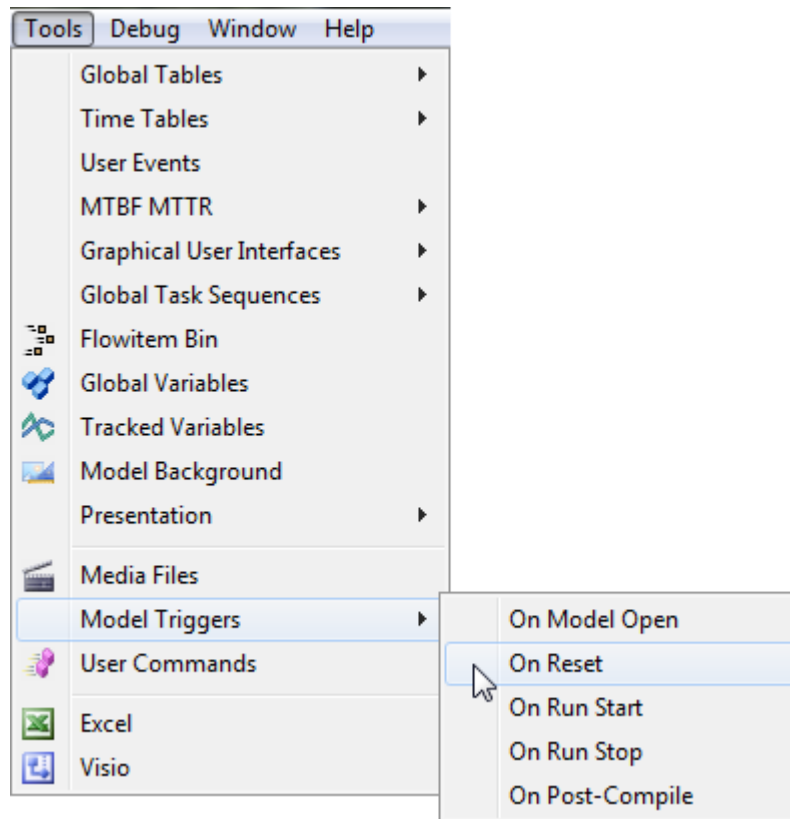 Tools Debug Window Help
Global Tables
Time Tables
User Events
MTBF MTTR
Graphical User Interfaces
Global Task Sequences
Flowitem Bin
Global Variables
Tracked Variables
Model Background
Presentation
Media Files
Model Triggers
User Commands
Excel
Visio
On Model Open
On Reset
On Run Start
On Run Stop
On Post-Compile